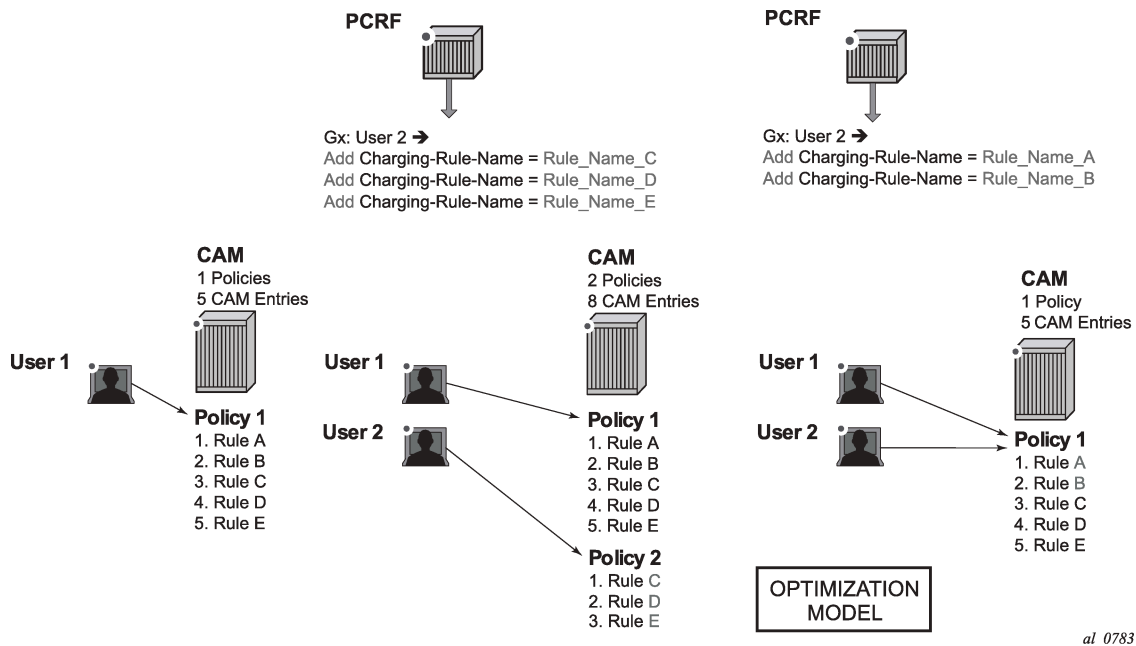 PCRF
Gx: User 2 ➔
Add Charging-Rule-Name = Rule_Name_C
Add Charging-Rule-Name = Rule_Name_D
Add Charging-Rule-Name = Rule_Name_E
PCRF
Gx: User 2 ➔
Add Charging-Rule-Name = Rule_Name_A
Add Charging-Rule-Name = Rule_Name_B
CAM
1 Policies
5 CAM Entries
User 1
Policy 1
1. Rule A
2. Rule B
3. Rule C
4. Rule D
5. Rule E
CAM
2 Policies
8 CAM Entries
User 1
User 2
Policy 1
1. Rule A
2. Rule B
3. Rule C
4. Rule D
5. Rule E
Policy 2
1. Rule C
2. Rule D
3. Rule E
CAM
1 Policy
5 CAM Entries
User 1
User 2
Policy 1
1. Rule A
2. Rule B
3. Rule C
4. Rule D
5. Rule E
OPTIMIZATION
MODEL
al_0783